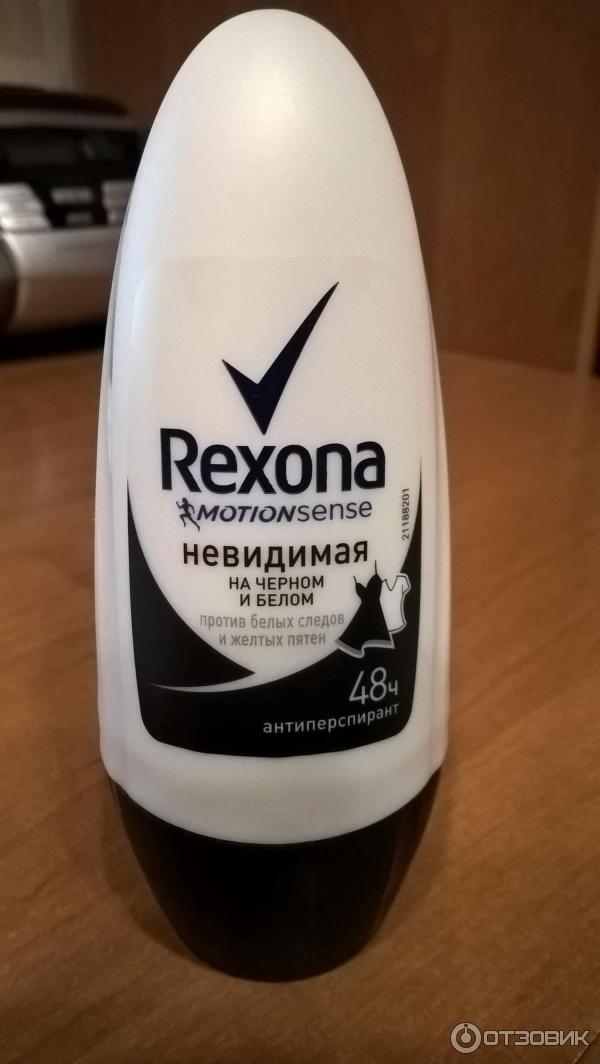 Rexona
MOTIONsense
невидимая
НА ЧЕРНОМ
И БЕЛОМ
против белых следов
и желтых пятен
48ч
антиперспирант
21188201
ОТЗОВИК